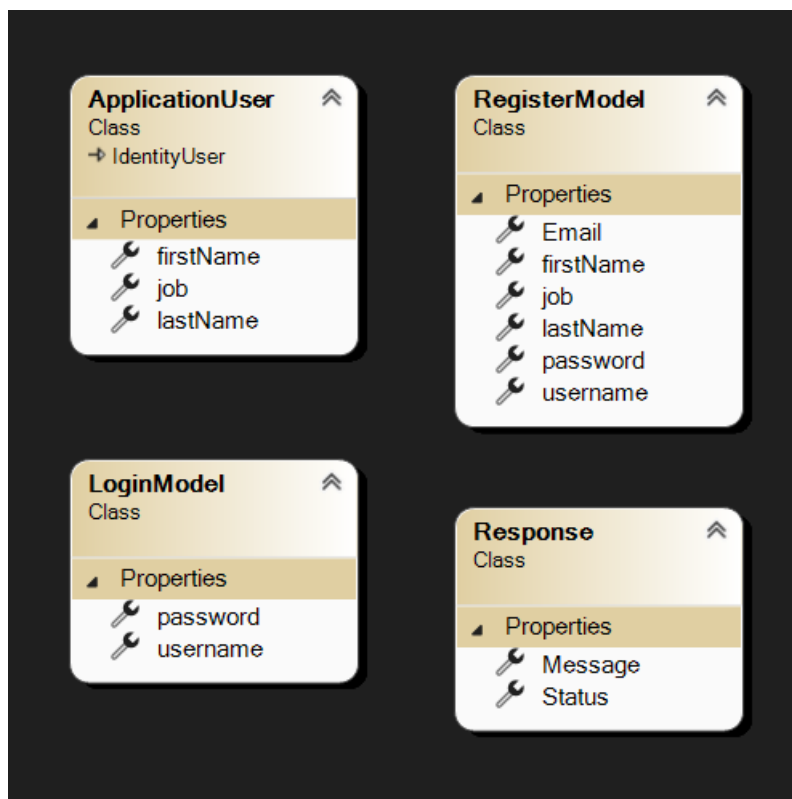 ApplicationUser
Class
IdentityUser
Properties
firstName
job
lastName
RegisterModel
Class
Properties
Email
firstName
job
lastName
password
username
LoginModel
Class
Properties
password
username
Response
Class
Properties
Message
Status